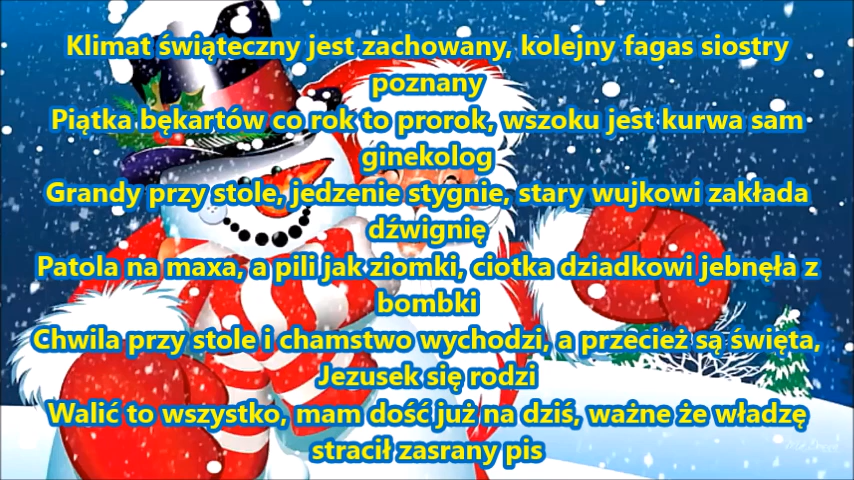 Klimat świąteczny jest zachowany, kolejny fagas siostry
poznany
Piątka bękartów co rok to prorok, wszoku jest kurwa sam
ginekolog
Grandy przy stole, jedzenie stygnie, stary wujkowi zakłada
dźwignię
Patola na maxa, a pili jak ziomki, ciotka dziadkowi jebnęła z
bombki
Chwila przy stole i chamstwo wychodzi, a przecież są święta,
Jezusek się rodzi
Walić to wszystko, mam dość już na dziś, ważne że władzę
stracił zasrany pis